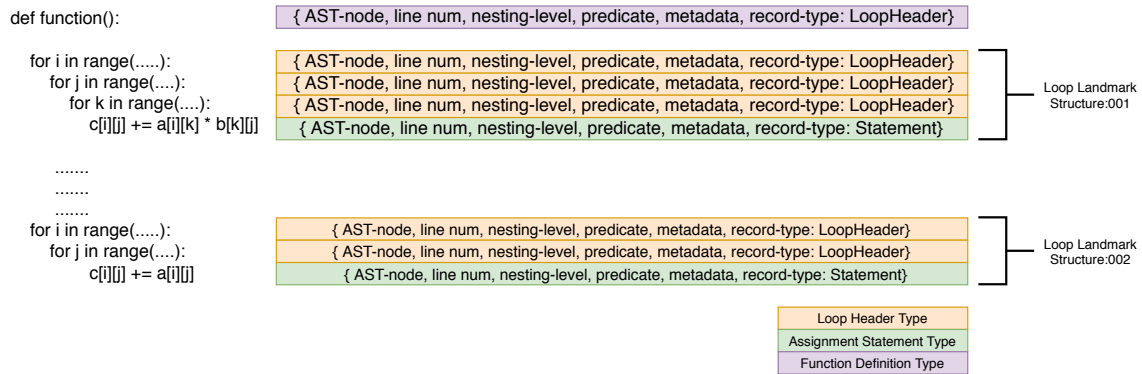 def function():
{ AST-node, line num, nesting-level, predicate, metadata, record-type: LoopHeader}
for i in range(.....):
{ AST-node, line num, nesting-level, predicate, metadata, record-type: LoopHeader}
for j in range(....):
{ AST-node, line num, nesting-level, predicate, metadata, record-type: LoopHeader}
for k in range(....):
{ AST-node, line num, nesting-level, predicate, metadata, record-type: LoopHeader}
c[i][j] += a[i][k] * b[k][j]
{ AST-node, line num, nesting-level, predicate, metadata, record-type: Statement}
Loop Landmark
Structure:001
.......
.......
.......
for i in range(.....):
{ AST-node, line num, nesting-level, predicate, metadata, record-type: LoopHeader}
for j in range(....):
{ AST-node, line num, nesting-level, predicate, metadata, record-type: LoopHeader}
c[i][j] += a[i][j]
{ AST-node, line num, nesting-level, predicate, metadata, record-type: Statement}
Loop Landmark
Structure:002
Loop Header Type
Assignment Statement Type
Function Definition Type